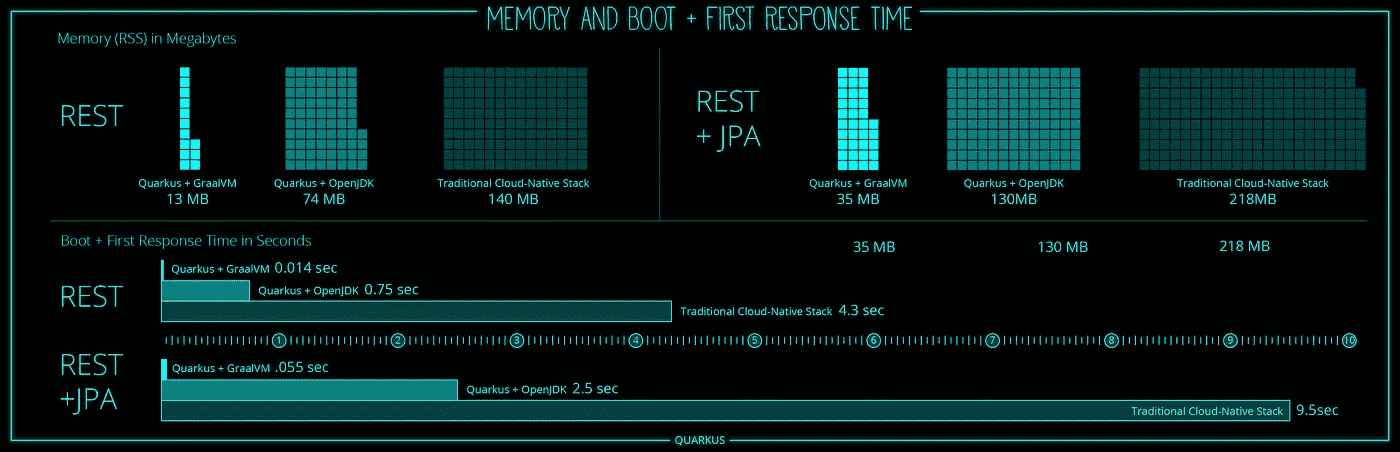 MEMORY AND BOOT + FIRST RESPONSE TIME
Memory (RSS) in Megabytes
REST
Quarkus + GraalVM
13 MB
Quarkus + OpenJDK
74 MB
Traditional Cloud-Native Stack
140 MB
REST
+ JPA
Quarkus + GraalVM
35 MB
Quarkus + OpenJDK
130MB
Traditional Cloud-Native Stack
218MB
Boot + First Response Time in Seconds
35 MB
130 MB
218 MB
REST
Quarkus + GraalVM 0.014 sec
Quarkus + OpenJDK 0.75 sec
Traditional Cloud-Native Stack 4.3 sec
1 2 3 4 5 6 7 8 9 10
REST
+JPA
Quarkus + GraalVM .055 sec
Quarkus + OpenJDK 2.5 sec
Traditional Cloud-Native Stack 9.5sec
QUARKUS